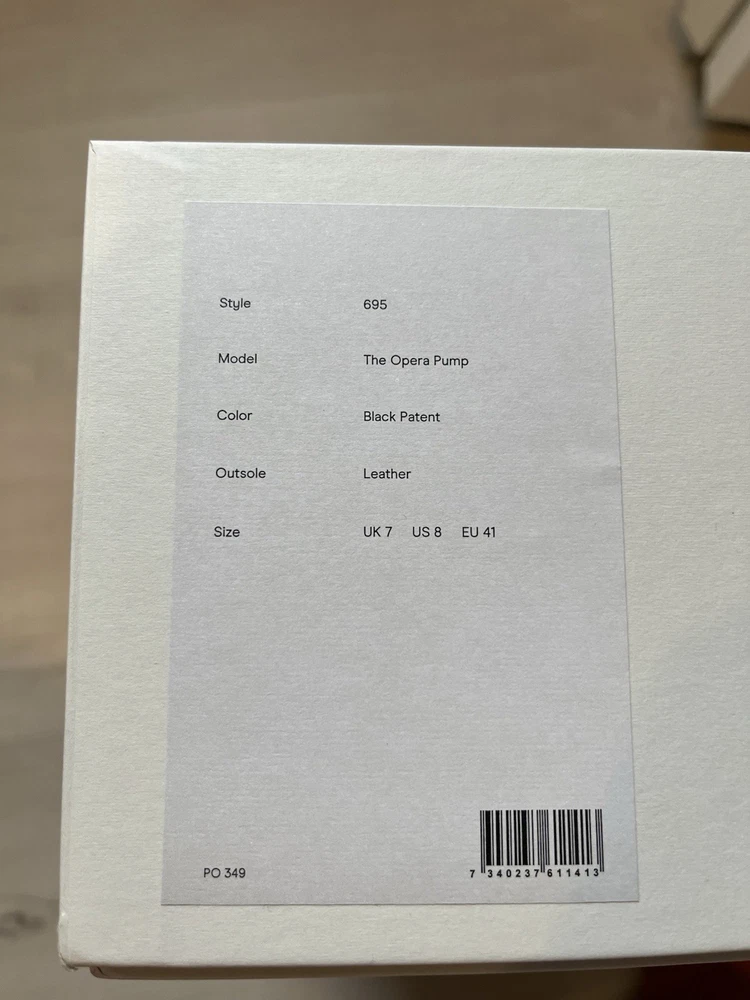 Style 695
Model The Opera Pump
Color Black Patent
Outsole Leather
Size UK 7 US 8 EU 41
PO 349
7 340237 611413